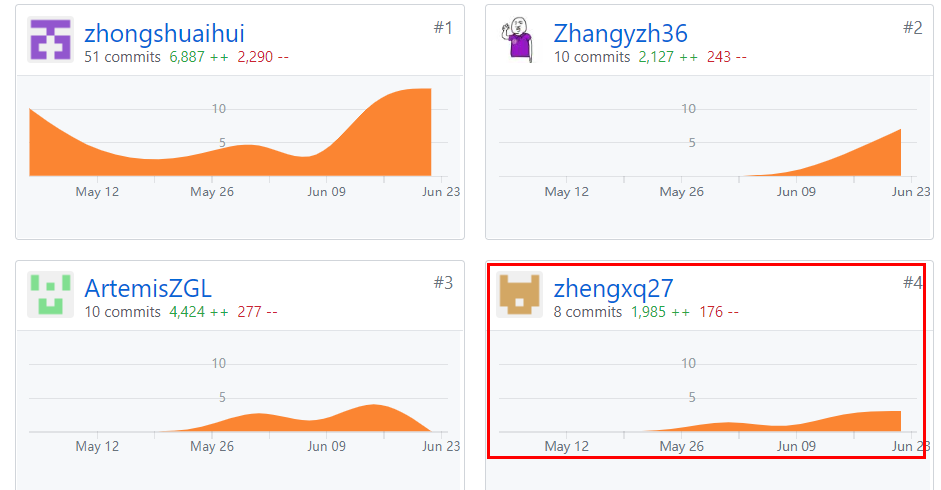 zhongshuaihui
#1
51 commits 6,887 ++ 2,290 --
10
5
May 12 May 26 Jun 09 Jun 23
Zhangyzh36
#2
10 commits 2,127 ++ 243 --
10
5
May 12 May 26 Jun 09 Jun 23
ArtemisZGL
#3
10 commits 4,424 ++ 277 --
10
5
May 12 May 26 Jun 09 Jun 23
zhengxq27
#4
8 commits 1,985 ++ 176 --
10
5
May 12 May 26 Jun 09 Jun 23